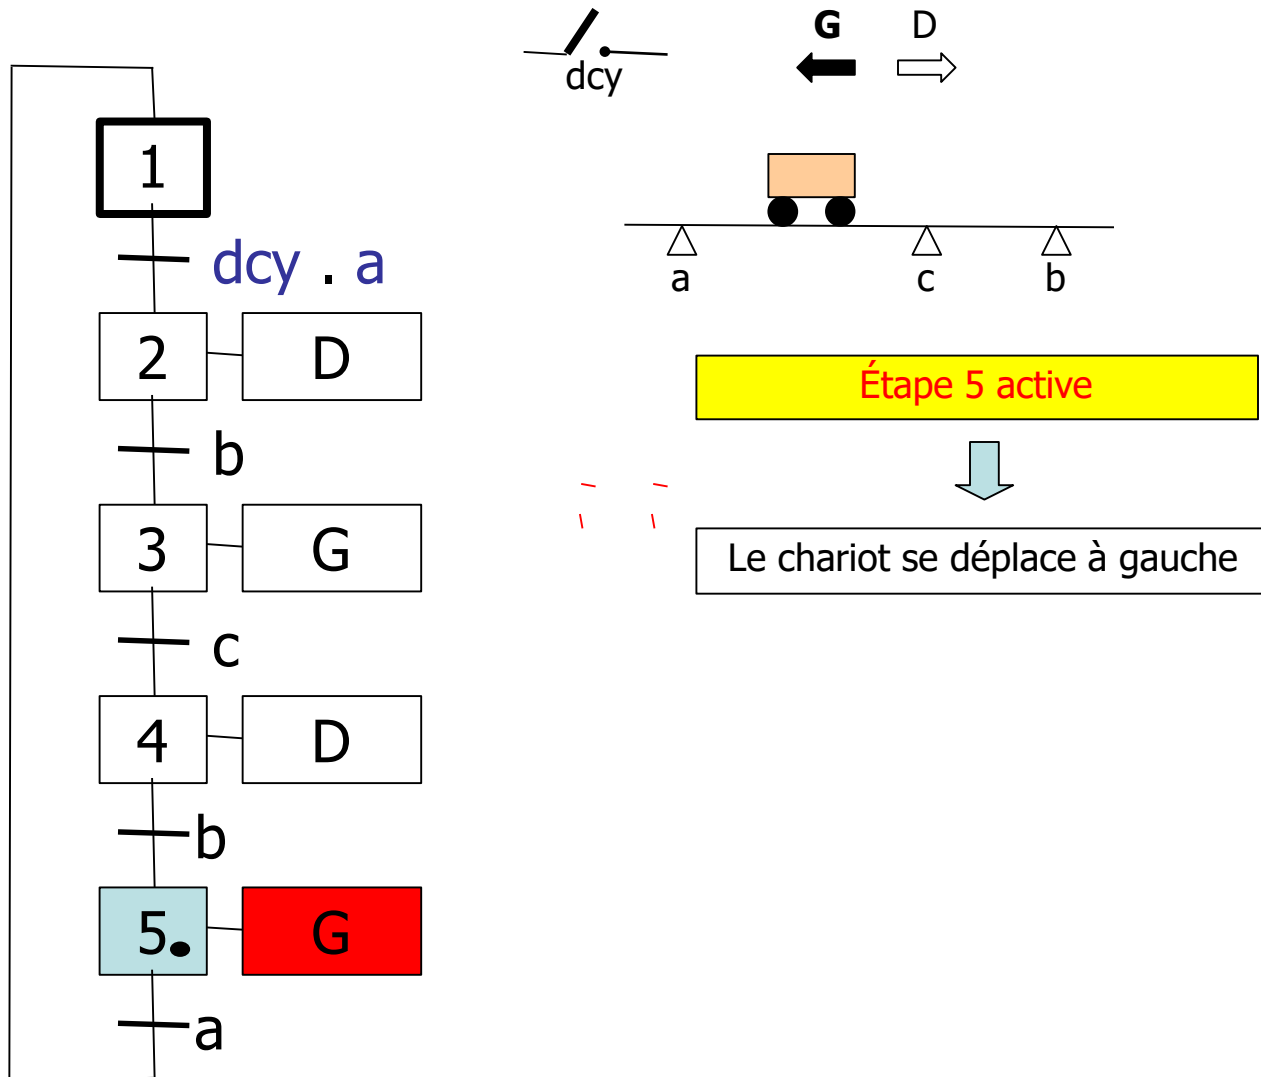 G D
dcy
1
dcy . a
a c b
2 D
Étape 5 active
b
3 G
Le chariot se déplace à gauche
c
4 D
b
5 G
a